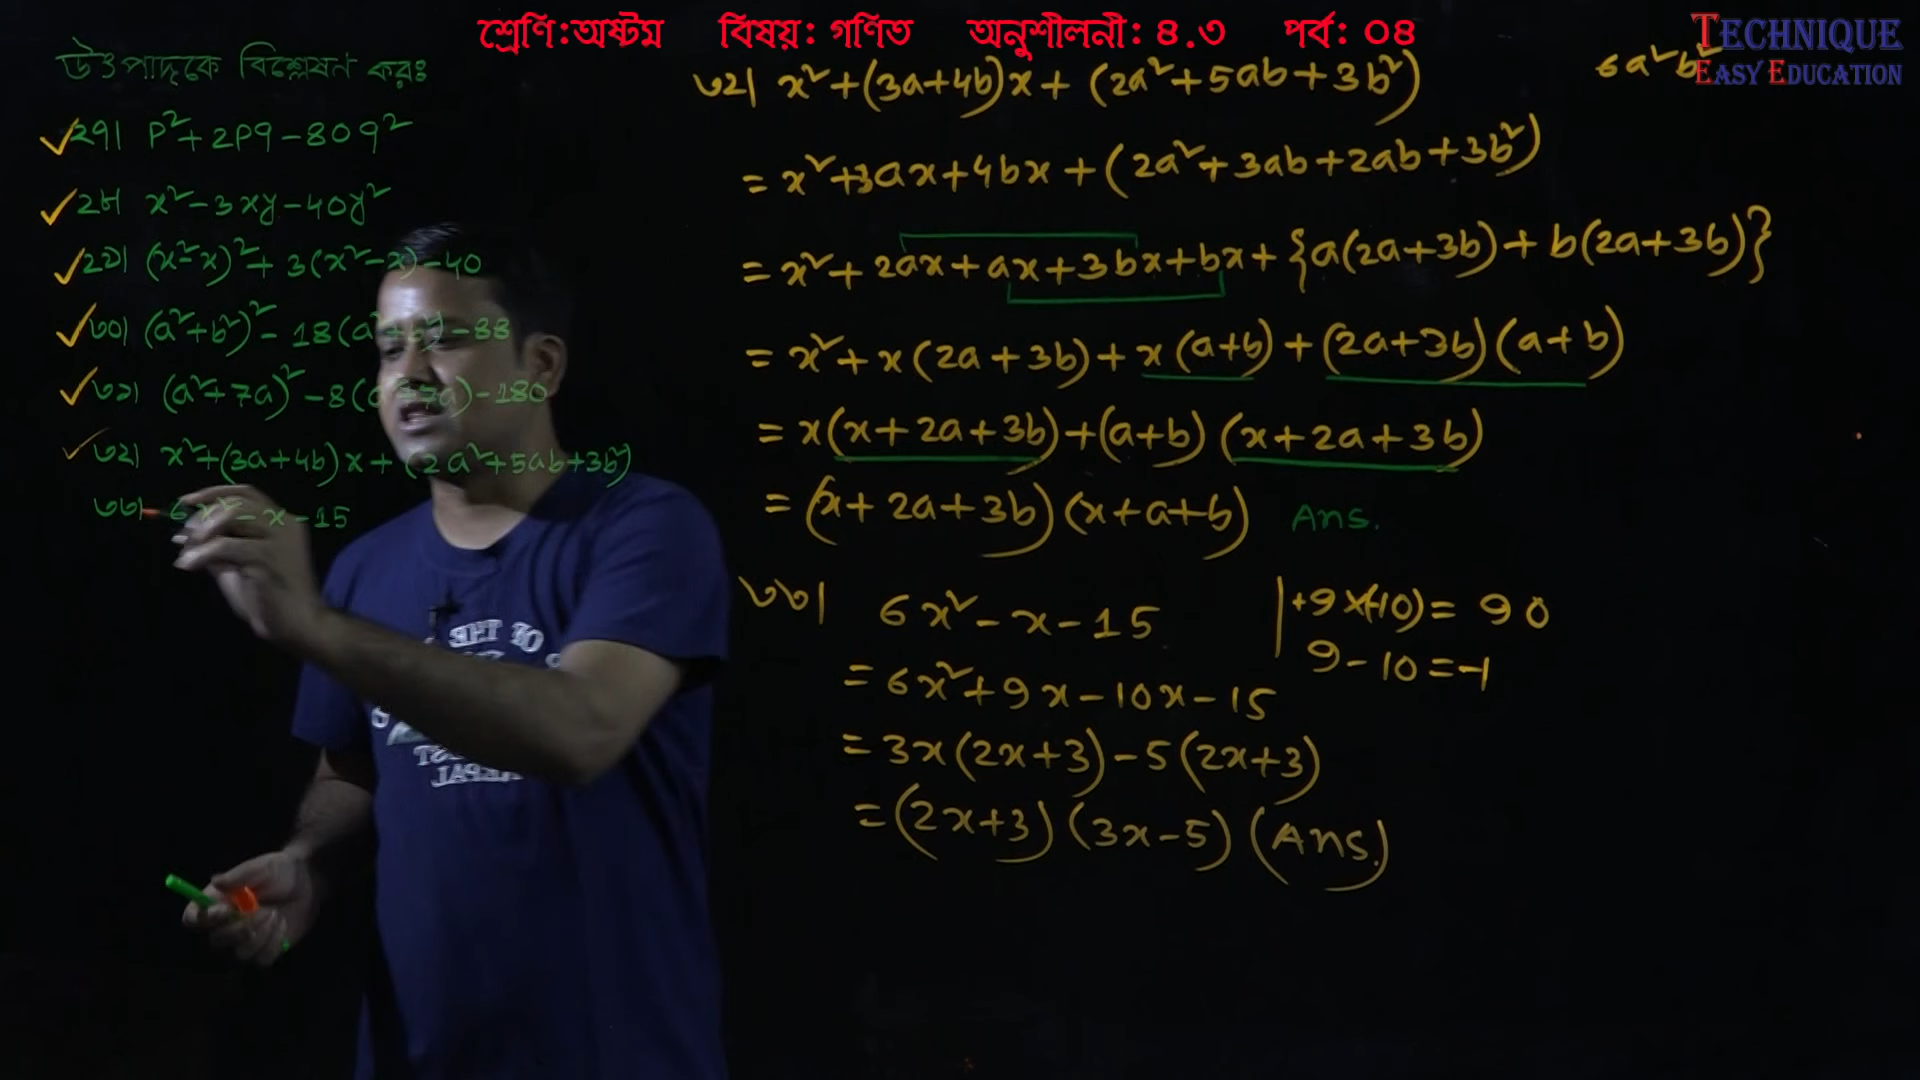 শ্রেণি:অষ্টম বিষয়: গণিত অনুশীলনী: ৪.৩ পর্ব: ০৪
TECHNIQUE
EASY EDUCATION
উৎপাদকে বিশ্লেষণ করঃ
২৭। p² + 2pq - 80q²
২৮। x² - 3xy - 40y²
২৯। (x² - x)² + 3(x² - x) - 40
৩০। (a² + b²)² - 18(a² + b²) - 88
৩১। (a² + 7a)² - 8(a² + 7a) - 180
৩২। x² + (3a + 4b)x + (2a² + 5ab + 3b²)
৩৩। 6x² - x - 15
৩২। x² + (3a + 4b)x + (2a² + 5ab + 3b²)
6a²b²
= x² + 3ax + 4bx + (2a² + 3ab + 2ab + 3b²)
= x² + 2ax + ax + 3bx + bx + {a(2a + 3b) + b(2a + 3b)}
= x² + x(2a + 3b) + x(a + b) + (2a + 3b)(a + b)
= x(x + 2a + 3b) + (a + b)(x + 2a + 3b)
= (x + 2a + 3b)(x + a + b) Ans.
৩৩। 6x² - x - 15
+9 × (-10) = 90
9 - 10 = -1
= 6x² + 9x - 10x - 15
= 3x(2x + 3) - 5(2x + 3)
= (2x + 3)(3x - 5) (Ans.)